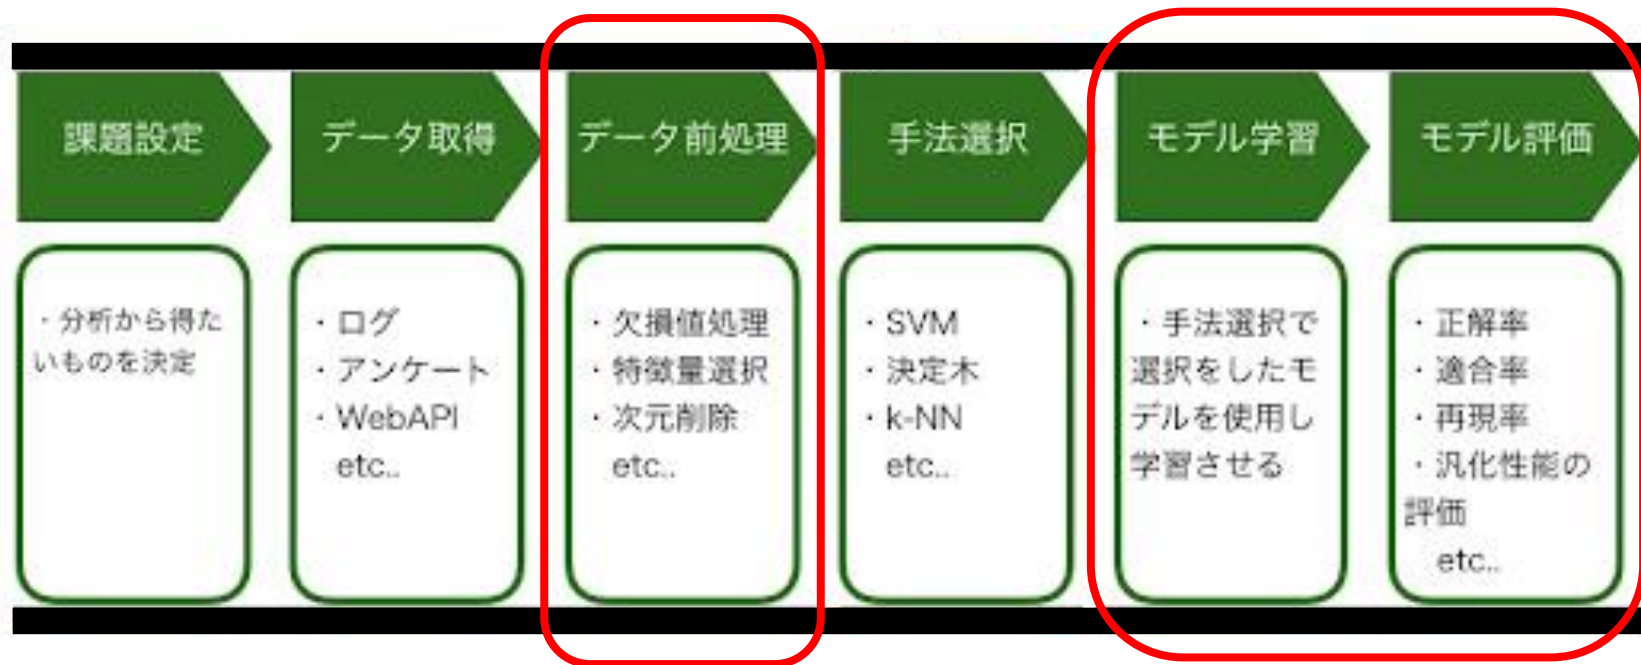 課題設定
データ取得
データ前処理
手法選択
モデル学習
モデル評価
・分析から得た
いものを決定
・ログ
・アンケート
・WebAPI
etc..
・欠損値処理
・特徴量選択
・次元削除
etc..
・SVM
・決定木
・k-NN
etc..
・手法選択で
選択をしたモ
デルを使用し
学習させる
・正解率
・適合率
・再現率
・汎化性能の
評価
etc..